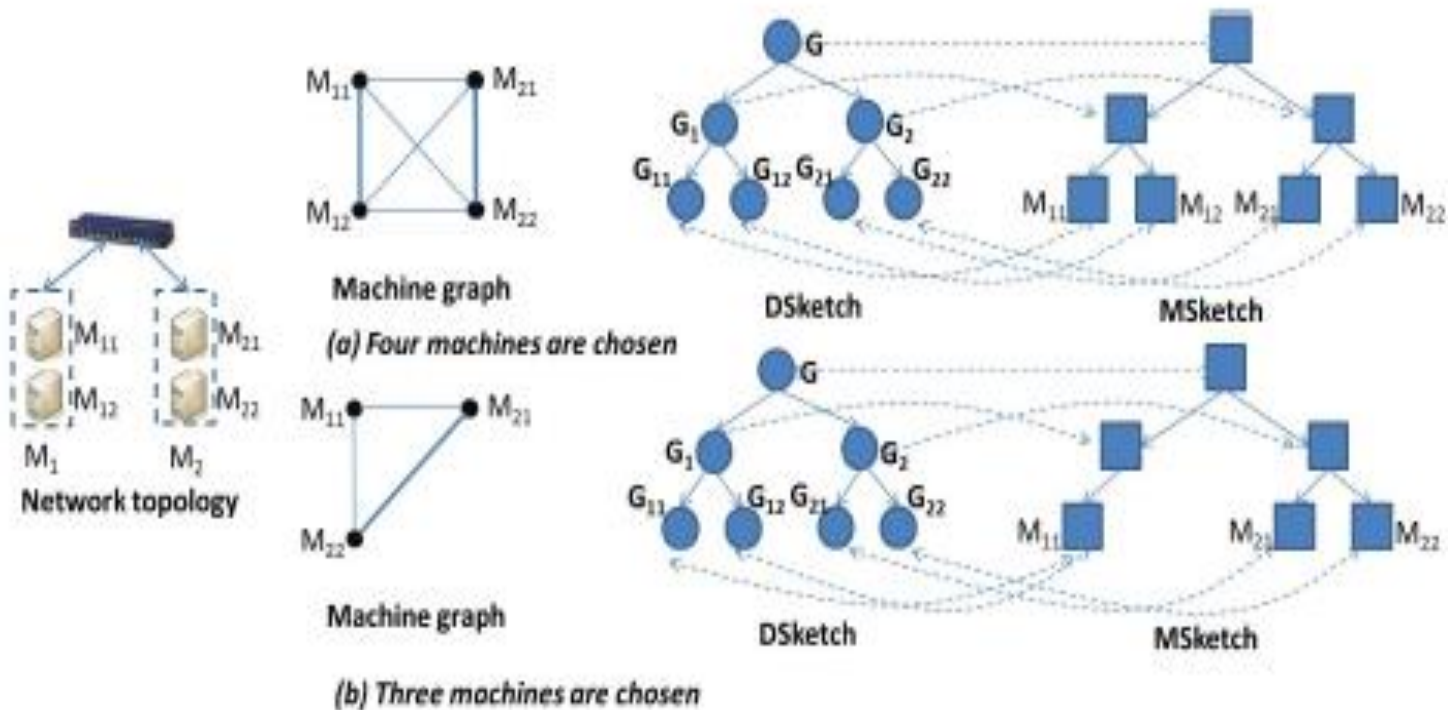 M₁₁ M₂₁
M₁₂ M₂₂
M₁ M₂
Network topology
M₁₁ M₂₁
M₁₂ M₂₂
Machine graph
(a) Four machines are chosen
G
G₁ G₂
G₁₁ G₁₂ G₂₁ G₂₂
M₁₁ M₁₂ M₂₁ M₂₂
DSketch MSketch
M₁₁ M₂₁
M₂₂
Machine graph
(b) Three machines are chosen
G
G₁ G₂
G₁₁ G₁₂ G₂₁ G₂₂
M₁₁ M₂₁ M₂₂
DSketch MSketch